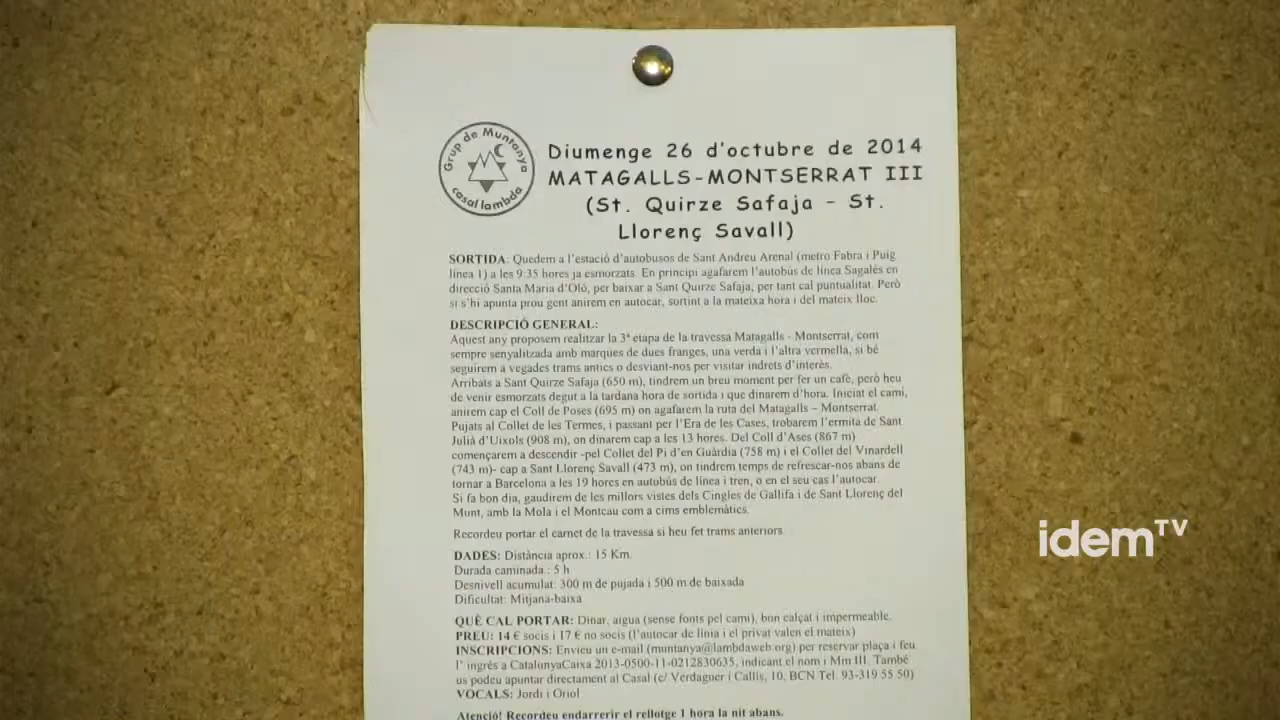 Grup de Muntanya
casal lambda
Diumenge 26 d'octubre de 2014
MATAGALLS-MONTSERRAT III
(St. Quirze Safaja - St.
Llorenç Savall)
SORTIDA: Quedem a l'estació d'autobusos de Sant Andreu Arenal (metro Fabra i Puig
línea 1) a les 9:35 hores ja esmorzats. En principi agafarem l'autobús de línea Sagalés en
direcció Santa Maria d'Oló, per baixar a Sant Quirze Safaja, per tant cal puntualitat. Però
si s'hi apunta prou gent anirem en autocar, sortint a la mateixa hora i del mateix lloc.
DESCRIPCIÓ GENERAL:
Aquest any proposem realitzar la 3ª etapa de la travessa Matagalls - Montserrat, com
sempre senyalitzada amb marques de dues franges, una verda i l'altra vermella, si bé
seguirem a vegades trams antics o desviant-nos per visitar indrets d'interès.
Arribats a Sant Quirze Safaja (650 m), tindrem un breu moment per fer un cafè, però heu
de venir esmorzats degut a la tardana hora de sortida i que dinarem d'hora. Iniciat el camí,
anirem cap el Coll de Poses (695 m) on agafarem la ruta del Matagalls – Montserrat.
Pujats al Collet de les Termes, i passant per l'Era de les Cases, trobarem l'ermita de Sant
Julià d'Uixols (908 m), on dinarem cap a les 13 hores. Del Coll d'Ases (867 m)
començarem a descendir -pel Collet del Pi d'en Guàrdia (758 m) i el Collet del Vinardell
(743 m)- cap a Sant Llorenç Savall (473 m), on tindrem temps de refrescar-nos abans de
tornar a Barcelona a les 19 hores en autobús de línea i tren, o en el seu cas l'autocar.
Si fa bon dia, gaudirem de les millors vistes dels Cingles de Gallifa i de Sant Llorenç del
Munt, amb la Mola i el Montcau com a cims emblemàtics.
Recordeu portar el carnet de la travessa si heu fet trams anteriors.
DADES: Distància aprox.: 15 Km.
Durada caminada.: 5 h
Desnivell acumulat: 300 m de pujada i 500 m de baixada
Dificultat: Mitjana-baixa
QUÈ CAL PORTAR: Dinar, aigua (sense fonts pel camí), bon calçat i impermeable.
PREU: 14 € socis i 17 € no socis (l'autocar de línia i el privat valen el mateix)
INSCRIPCIONS: Envieu un e-mail (muntanya@lambdaweb.org) per reservar plaça i feu
l' ingrés a CatalunyaCaixa 2013-0500-11-0212830635, indicant el nom i Mm III. També
us podeu apuntar directament al Casal (c/ Verdaguer i Callís, 10, BCN Tel. 93-319 55 50)
VOCALS: Jordi i Oriol
Atenció! Recordeu endarrerir el rellotge 1 hora la nit abans.
idemTV